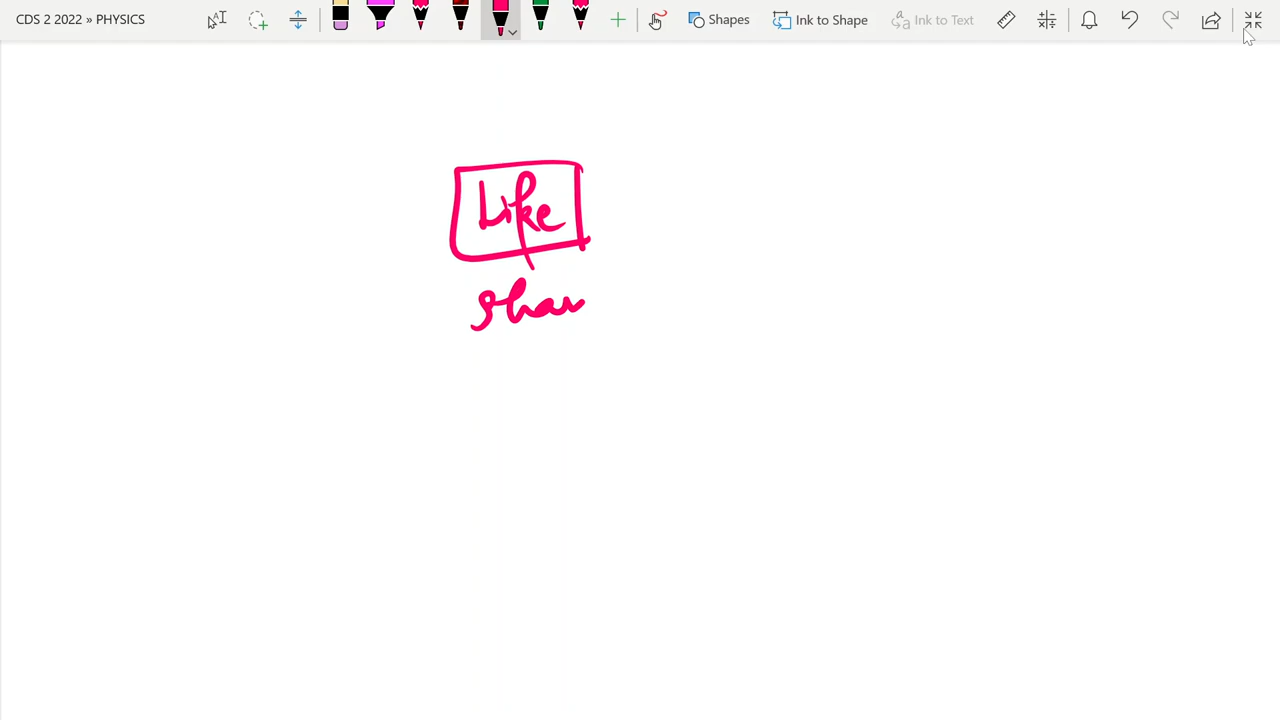 CDS 2 2022 » PHYSICS
Shapes
Ink to Shape
Ink to Text
Like
shar